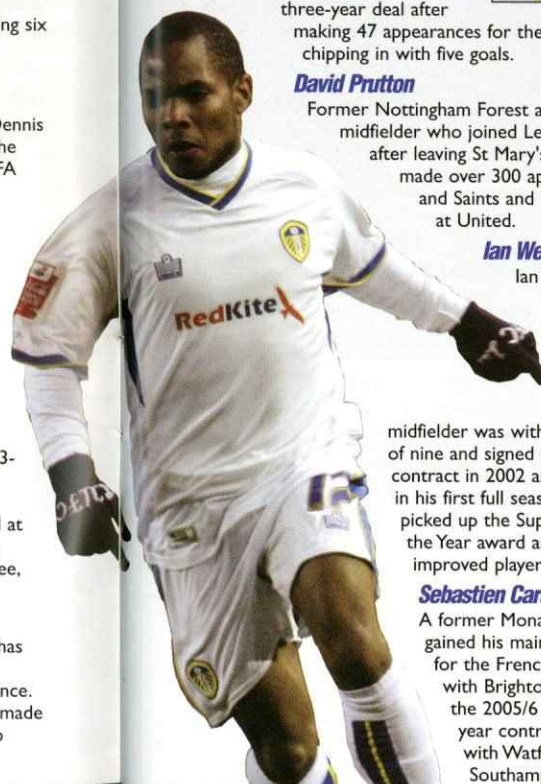 ng six
Dennis
he
FA
3-
at
ee,
has
nce.
made
three-year deal after
making 47 appearances for the
chipping in with five goals.
David Prutton
Former Nottingham Forest a
midfielder who joined Le
after leaving St Mary's
made over 300 ap
and Saints and
at United.
Ian We
Ian
midfielder was with
of nine and signed
contract in 2002 a
in his first full seas
picked up the Sup
the Year award a
improved player
Sebastien Car
A former Mona
gained his main
for the French
with Brighto
the 2005/6
year contr
with Watf
Southam
RedKite
LUFC
12